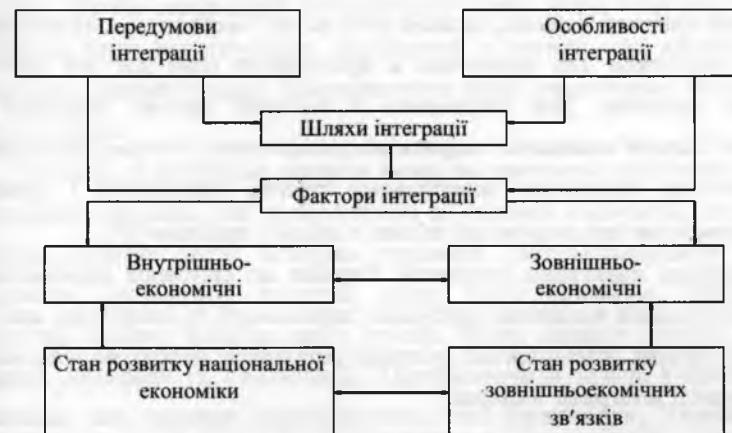 Передумови
інтеграції
Особливості
інтеграції
Шляхи інтеграції
Фактори інтеграції
Внутрішньо-
економічні
Зовнішньо-
економічні
Стан розвитку національної
економіки
Стан розвитку
зовнішньоекомічних
зв'язків